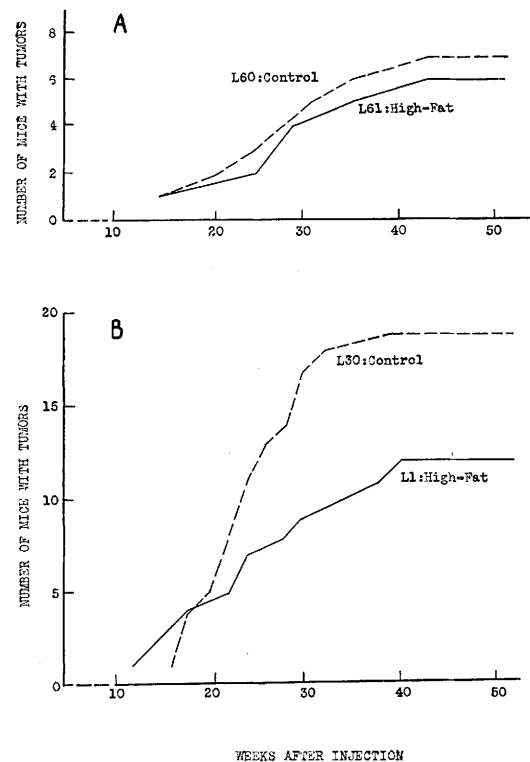 A
NUMBER OF MICE WITH TUMORS
8
6
4
2
0
L60:Control
L61:High-Fat
10 20 30 40 50
B
NUMBER OF MICE WITH TUMORS
20
15
10
5
0
L30:Control
L1:High-Fat
10 20 30 40 50
WEEKS AFTER INJECTION